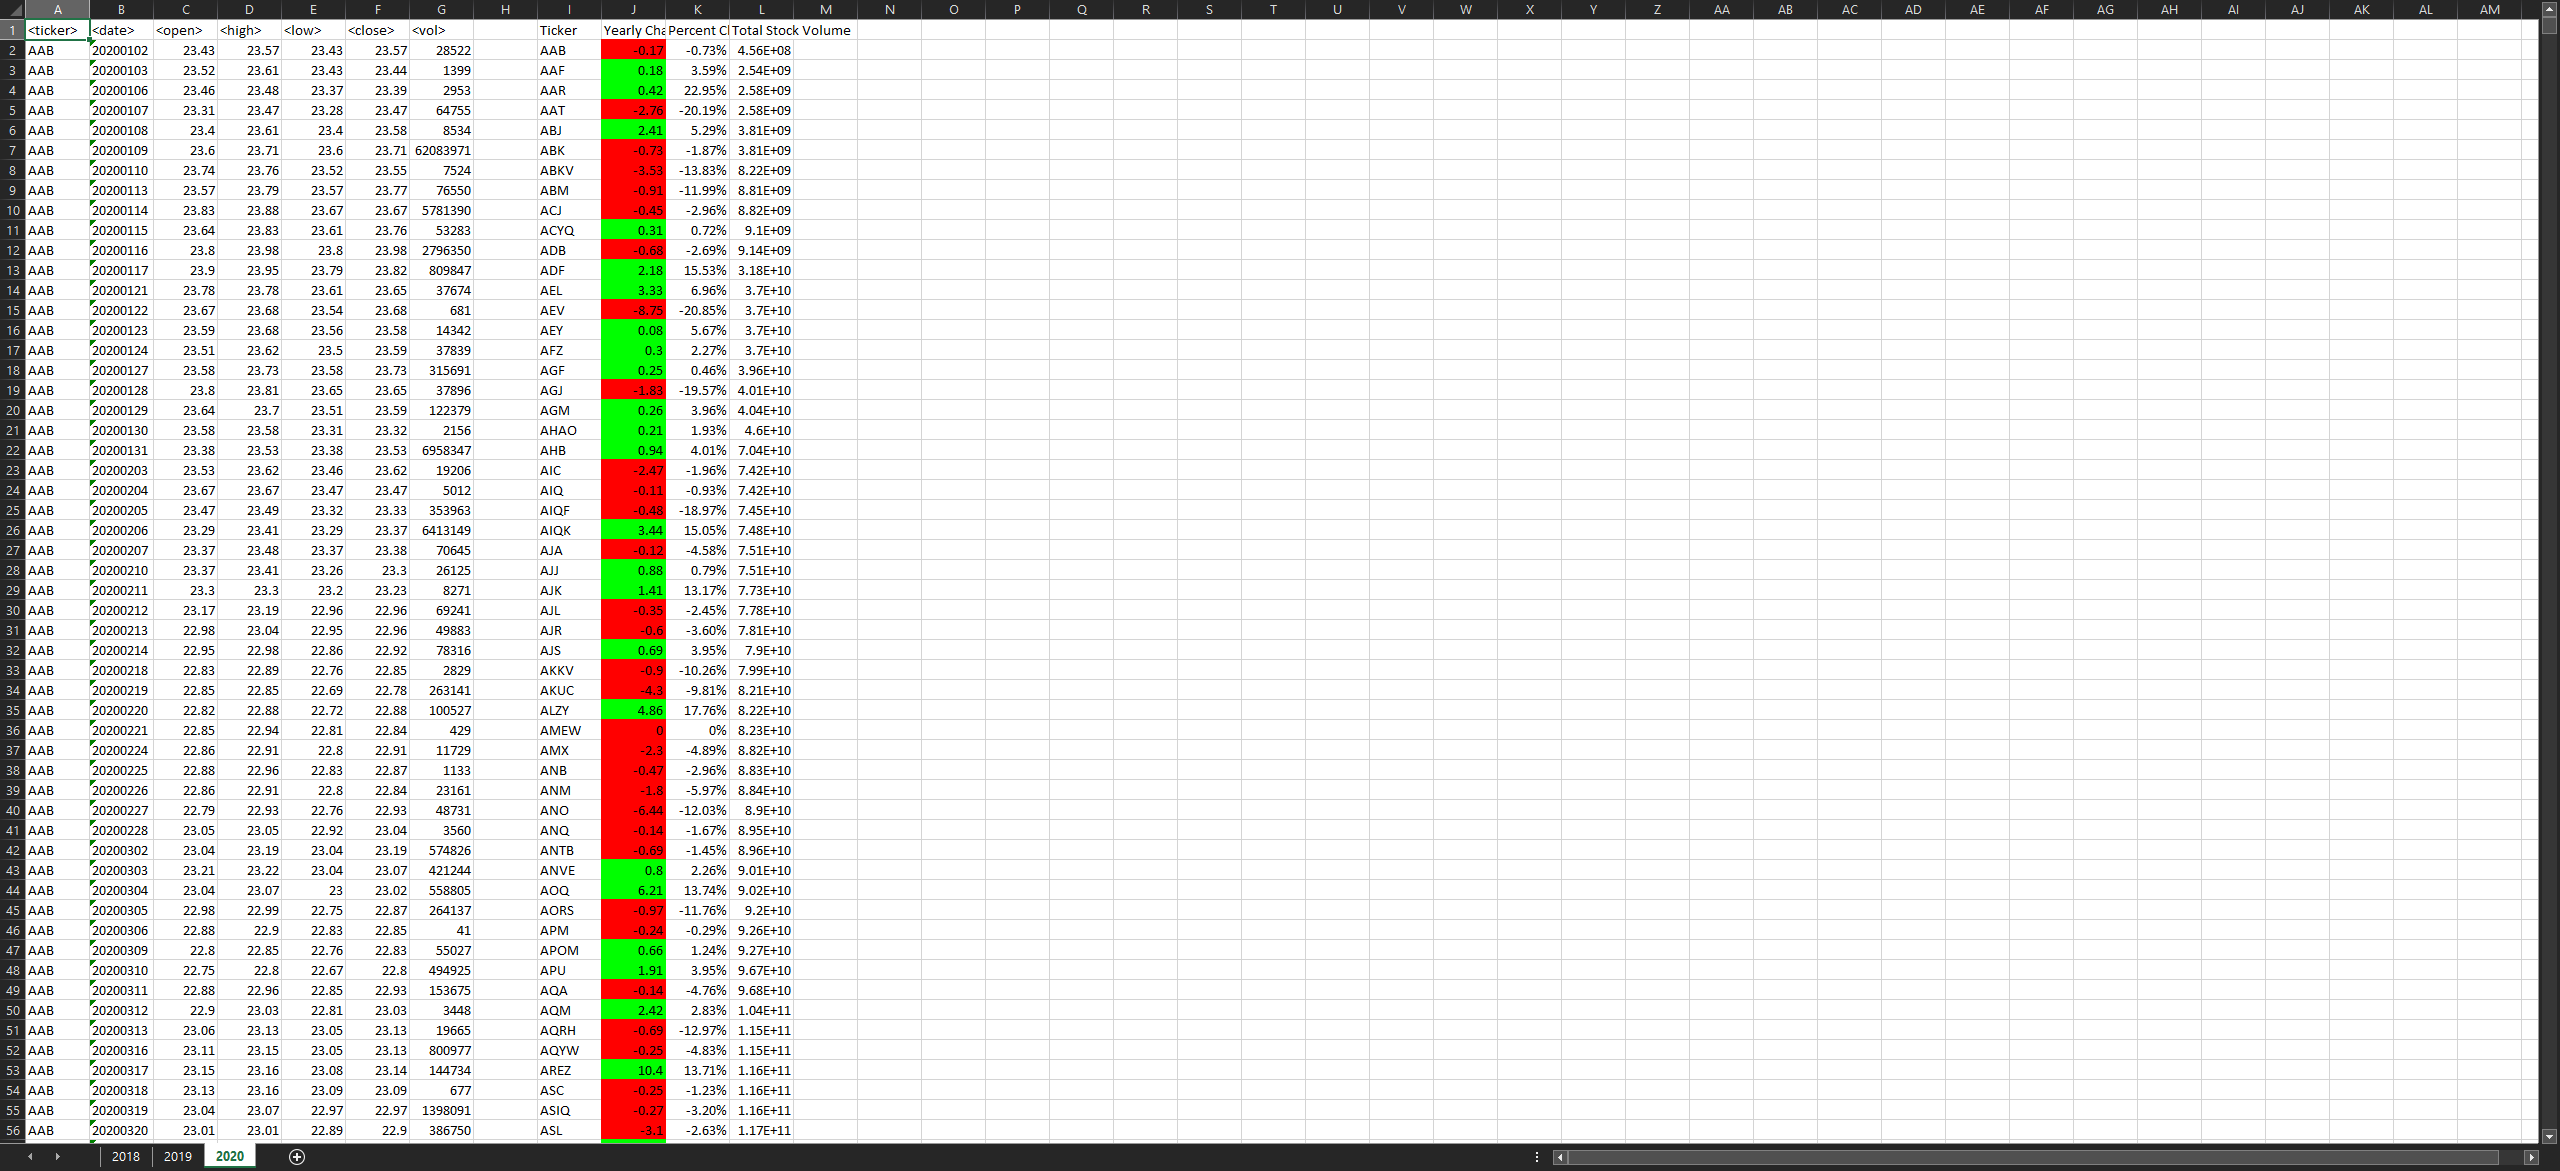 A B C D E F G H I J K L M N O P Q R S T U V W X Y Z AA AB AC AD AE AF AG AH AI AJ AK AL AM
1 <ticker> <date> <open> <high> <low> <close> <vol> Ticker Yearly Cha Percent Cl Total Stock Volume
2 AAB 20200102 23.43 23.57 23.43 23.57 28522 AAB -0.17 -0.73% 4.56E+08
3 AAB 20200103 23.52 23.61 23.43 23.44 1399 AAF 0.18 3.59% 2.54E+09
4 AAB 20200106 23.46 23.48 23.37 23.39 2953 AAR 0.42 22.95% 2.58E+09
5 AAB 20200107 23.31 23.47 23.28 23.47 64755 AAT -2.76 -20.19% 2.58E+09
6 AAB 20200108 23.4 23.61 23.4 23.58 8534 ABJ 2.41 5.29% 3.81E+09
7 AAB 20200109 23.6 23.71 23.6 23.71 62083971 ABK -0.73 -1.87% 3.81E+09
8 AAB 20200110 23.74 23.76 23.52 23.55 7524 ABKV -3.53 -13.83% 8.22E+09
9 AAB 20200113 23.57 23.79 23.57 23.77 76550 ABM -0.91 -11.99% 8.81E+09
10 AAB 20200114 23.83 23.88 23.67 23.67 5781390 ACJ -0.45 -2.96% 8.82E+09
11 AAB 20200115 23.64 23.83 23.61 23.76 53283 ACYQ 0.31 0.72% 9.1E+09
12 AAB 20200116 23.8 23.98 23.8 23.98 2796350 ADB -0.68 -2.69% 9.14E+09
13 AAB 20200117 23.9 23.95 23.79 23.82 809847 ADF 2.18 15.53% 3.18E+10
14 AAB 20200121 23.78 23.78 23.61 23.65 37674 AEL 3.33 6.96% 3.7E+10
15 AAB 20200122 23.67 23.68 23.54 23.68 681 AEV -8.75 -20.85% 3.7E+10
16 AAB 20200123 23.59 23.68 23.56 23.58 14342 AEY 0.08 5.67% 3.7E+10
17 AAB 20200124 23.51 23.62 23.5 23.59 37839 AFZ 0.3 2.27% 3.7E+10
18 AAB 20200127 23.58 23.73 23.58 23.73 315691 AGF 0.25 0.46% 3.96E+10
19 AAB 20200128 23.8 23.81 23.65 23.65 37896 AGJ -1.83 -19.57% 4.01E+10
20 AAB 20200129 23.64 23.7 23.51 23.59 122379 AGM 0.26 3.96% 4.04E+10
21 AAB 20200130 23.58 23.58 23.31 23.32 2156 AHAO 0.21 1.93% 4.6E+10
22 AAB 20200131 23.38 23.53 23.38 23.53 6958347 AHB 0.94 4.01% 7.04E+10
23 AAB 20200203 23.53 23.62 23.46 23.62 19206 AIC -2.47 -1.96% 7.42E+10
24 AAB 20200204 23.67 23.67 23.47 23.47 5012 AIQ -0.11 -0.93% 7.42E+10
25 AAB 20200205 23.47 23.49 23.32 23.33 353963 AIQF -0.48 -18.97% 7.45E+10
26 AAB 20200206 23.29 23.41 23.29 23.37 6413149 AIQK 3.44 15.05% 7.48E+10
27 AAB 20200207 23.37 23.48 23.37 23.38 70645 AJA -0.12 -4.58% 7.51E+10
28 AAB 20200210 23.37 23.41 23.26 23.3 26125 AJJ 0.88 0.79% 7.51E+10
29 AAB 20200211 23.3 23.3 23.2 23.23 8271 AJK 1.41 13.17% 7.73E+10
30 AAB 20200212 23.17 23.19 22.96 22.96 69241 AJL -0.35 -2.45% 7.78E+10
31 AAB 20200213 22.98 23.04 22.95 22.96 49883 AJR -0.6 -3.60% 7.81E+10
32 AAB 20200214 22.95 22.98 22.86 22.92 78316 AJS 0.69 3.95% 7.9E+10
33 AAB 20200218 22.83 22.89 22.76 22.85 2829 AKKV -0.9 -10.26% 7.99E+10
34 AAB 20200219 22.85 22.85 22.69 22.78 263141 AKUC -4.3 -9.81% 8.21E+10
35 AAB 20200220 22.82 22.88 22.72 22.88 100527 ALZY 4.86 17.76% 8.22E+10
36 AAB 20200221 22.85 22.94 22.81 22.84 429 AMEW 0 0% 8.23E+10
37 AAB 20200224 22.86 22.91 22.8 22.91 11729 AMX -2.3 -4.89% 8.82E+10
38 AAB 20200225 22.88 22.96 22.83 22.87 1133 ANB -0.47 -2.96% 8.83E+10
39 AAB 20200226 22.86 22.91 22.8 22.84 23161 ANM -1.8 -5.97% 8.84E+10
40 AAB 20200227 22.79 22.93 22.76 22.93 48731 ANO -6.44 -12.03% 8.9E+10
41 AAB 20200228 23.05 23.05 22.92 23.04 3560 ANQ -0.14 -1.67% 8.95E+10
42 AAB 20200302 23.04 23.19 23.04 23.19 574826 ANTB -0.69 -1.45% 8.96E+10
43 AAB 20200303 23.21 23.22 23.04 23.07 421244 ANVE 0.8 2.26% 9.01E+10
44 AAB 20200304 23.04 23.07 23 23.02 558805 AOQ 6.21 13.74% 9.02E+10
45 AAB 20200305 22.98 22.99 22.75 22.87 264137 AORS -0.97 -11.76% 9.2E+10
46 AAB 20200306 22.88 22.9 22.83 22.85 41 APM -0.24 -0.29% 9.26E+10
47 AAB 20200309 22.8 22.85 22.76 22.83 55027 APOM 0.66 1.24% 9.27E+10
48 AAB 20200310 22.75 22.8 22.67 22.8 494925 APU 1.91 3.95% 9.67E+10
49 AAB 20200311 22.88 22.96 22.85 22.93 153675 AQA -0.14 -4.76% 9.68E+10
50 AAB 20200312 22.9 23.03 22.81 23.03 3448 AQM 2.42 2.83% 1.04E+11
51 AAB 20200313 23.06 23.13 23.05 23.13 19665 AQRH -0.69 -12.97% 1.15E+11
52 AAB 20200316 23.11 23.15 23.05 23.13 800977 AQYW -0.25 -4.83% 1.15E+11
53 AAB 20200317 23.15 23.16 23.08 23.14 144734 AREZ 10.4 13.71% 1.16E+11
54 AAB 20200318 23.13 23.16 23.09 23.09 677 ASC -0.25 -1.23% 1.16E+11
55 AAB 20200319 23.04 23.07 22.97 22.97 1398091 ASIQ -0.27 -3.20% 1.16E+11
56 AAB 20200320 23.01 23.01 22.89 22.9 386750 ASL -3.1 -2.63% 1.17E+11
2018 2019 2020